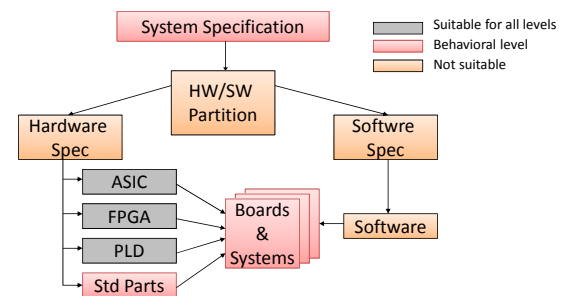 System Specification
Suitable for all levels
Behavioral level
Not suitable
HW/SW
Partition
Hardware
Spec
Softwre
Spec
ASIC
FPGA
PLD
Std Parts
Boards
&
Systems
Software